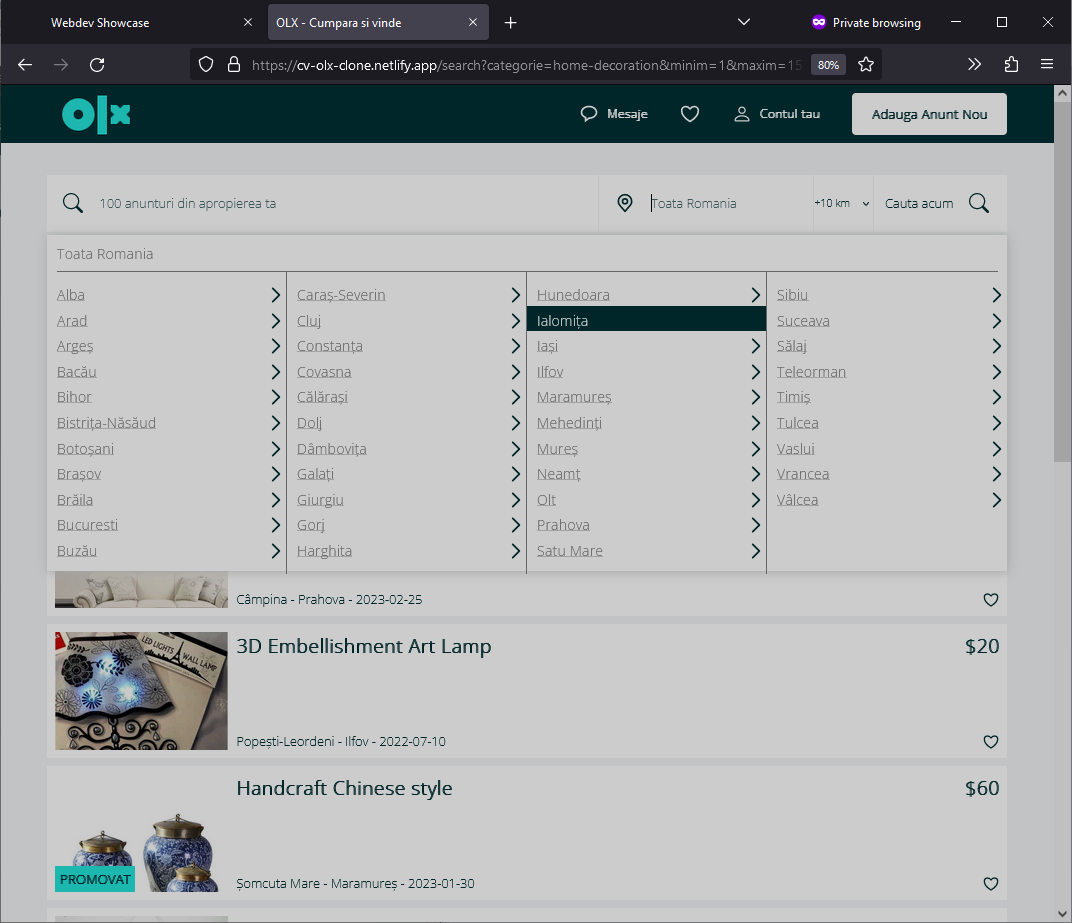 Webdev Showcase
OLX - Cumpara si vinde
Private browsing
https://cv-olx-clone.netlify.app/search?categorie=home-decoration&minim=1&maxim=15
80%
OLX
Mesaje
Contul tau
Adauga Anunt Nou
100 anunturi din apropierea ta
Toata Romania
+10 km
Cauta acum
Toata Romania
Alba
Arad
Argeș
Bacău
Bihor
Bistrița-Năsăud
Botoșani
Brașov
Brăila
Bucuresti
Buzău
Caraș-Severin
Cluj
Constanța
Covasna
Călărași
Dolj
Dâmbovița
Galați
Giurgiu
Gorj
Harghita
Hunedoara
Ialomița
Iași
Ilfov
Maramureș
Mehedinți
Mureș
Neamț
Olt
Prahova
Satu Mare
Sibiu
Suceava
Sălaj
Teleorman
Timiș
Tulcea
Vaslui
Vrancea
Vâlcea
Câmpina - Prahova - 2023-02-25
LED LIGHTS
WALL LAMP
3D Embellishment Art Lamp
$20
Popești-Leordeni - Ilfov - 2022-07-10
Handcraft Chinese style
$60
PROMOVAT
Șomcuta Mare - Maramureș - 2023-01-30